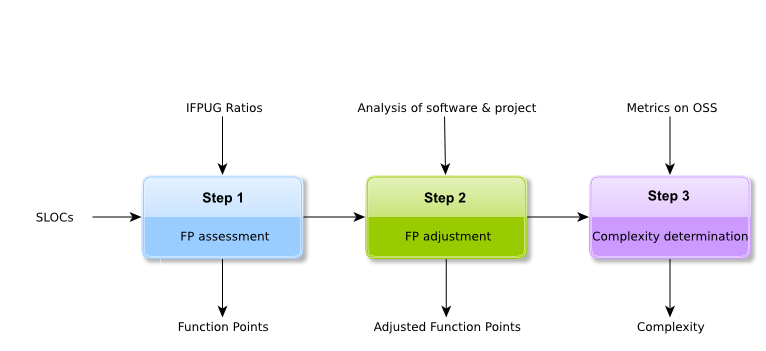 IFPUG Ratios
Analysis of software & project
Metrics on OSS
Step 1
Step 2
Step 3
SLOCs
FP assessment
FP adjustment
Complexity determination
Function Points
Adjusted Function Points
Complexity